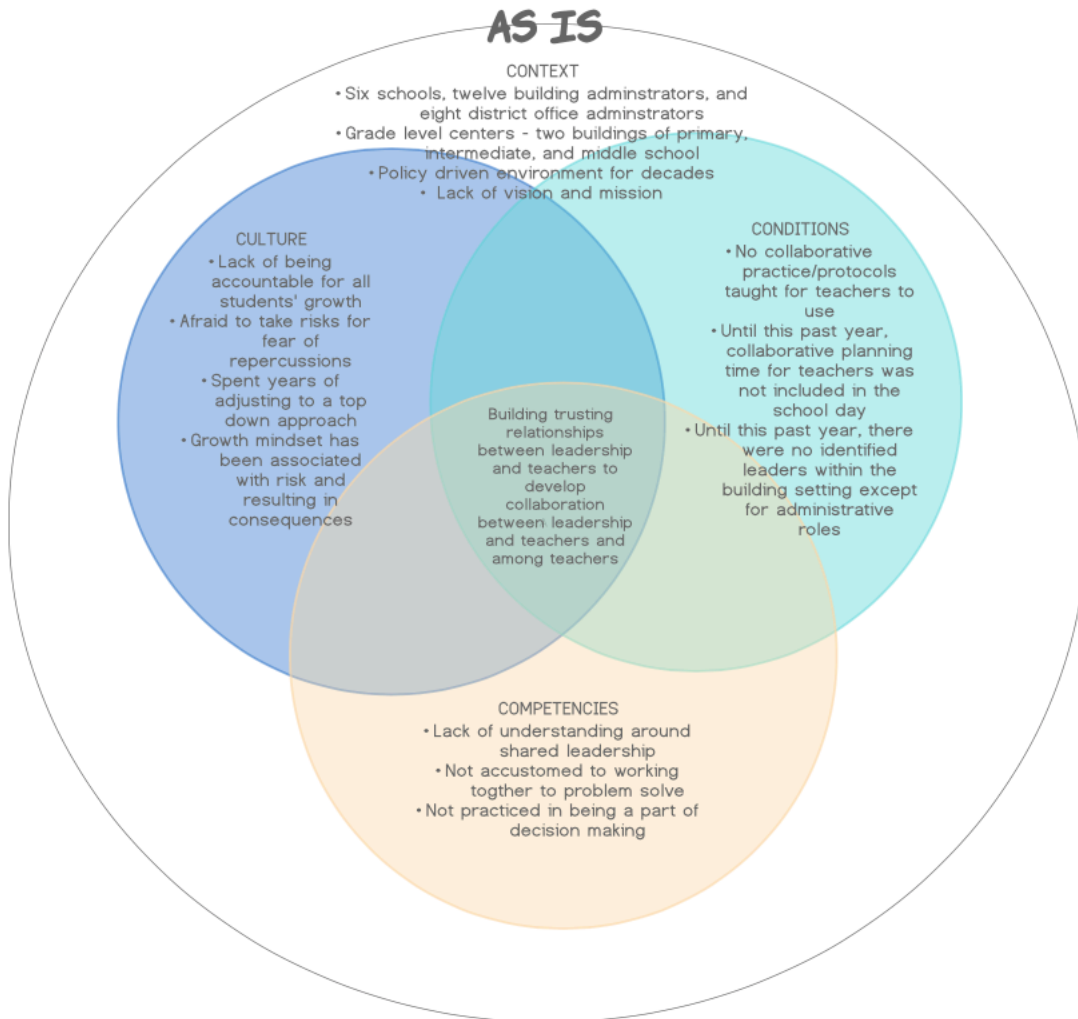 AS IS
CONTEXT
• Six schools, twelve building adminstrators, and
eight district office adminstrators
• Grade level centers - two buildings of primary,
intermediate, and middle school
• Policy driven environment for decades
• Lack of vision and mission
CULTURE
• Lack of being
accountable for all
students' growth
• Afraid to take risks for
fear of
repercussions
• Spent years of
adjusting to a top
down approach
• Growth mindset has
been associated
with risk and
resulting in
consequences
CONDITIONS
• No collaborative
practice/protocols
taught for teachers to
use
• Until this past year,
collaborative planning
time for teachers was
not included in the
school day
• Until this past year, there
were no identified
leaders within the
building setting except
for administrative
roles
Building trusting
relationships
between leadership
and teachers to
develop
collaboration
between leadership
and teachers and
among teachers
COMPETENCIES
• Lack of understanding around
shared leadership
• Not accustomed to working
togther to problem solve
• Not practiced in being a part of
decision making